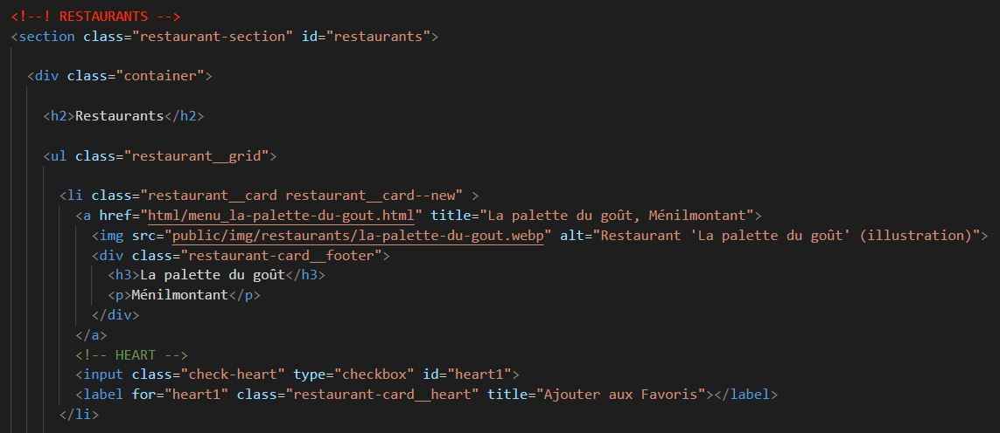 <!--! RESTAURANTS -->
<section class="restaurant-section" id="restaurants">
<div class="container">
<h2>Restaurants</h2>
<ul class="restaurant__grid">
<li class="restaurant__card restaurant__card--new" >
<a href="html/menu_la-palette-du-gout.html" title="La palette du goût, Ménilmontant">
<img src="public/img/restaurants/la-palette-du-gout.webp" alt="Restaurant 'La palette du goût' (illustration)">
<div class="restaurant-card__footer">
<h3>La palette du goût</h3>
<p>Ménilmontant</p>
</div>
</a>
<!-- HEART -->
<input class="check-heart" type="checkbox" id="heart1">
<label for="heart1" class="restaurant-card__heart" title="Ajouter aux Favoris"></label>
</li>